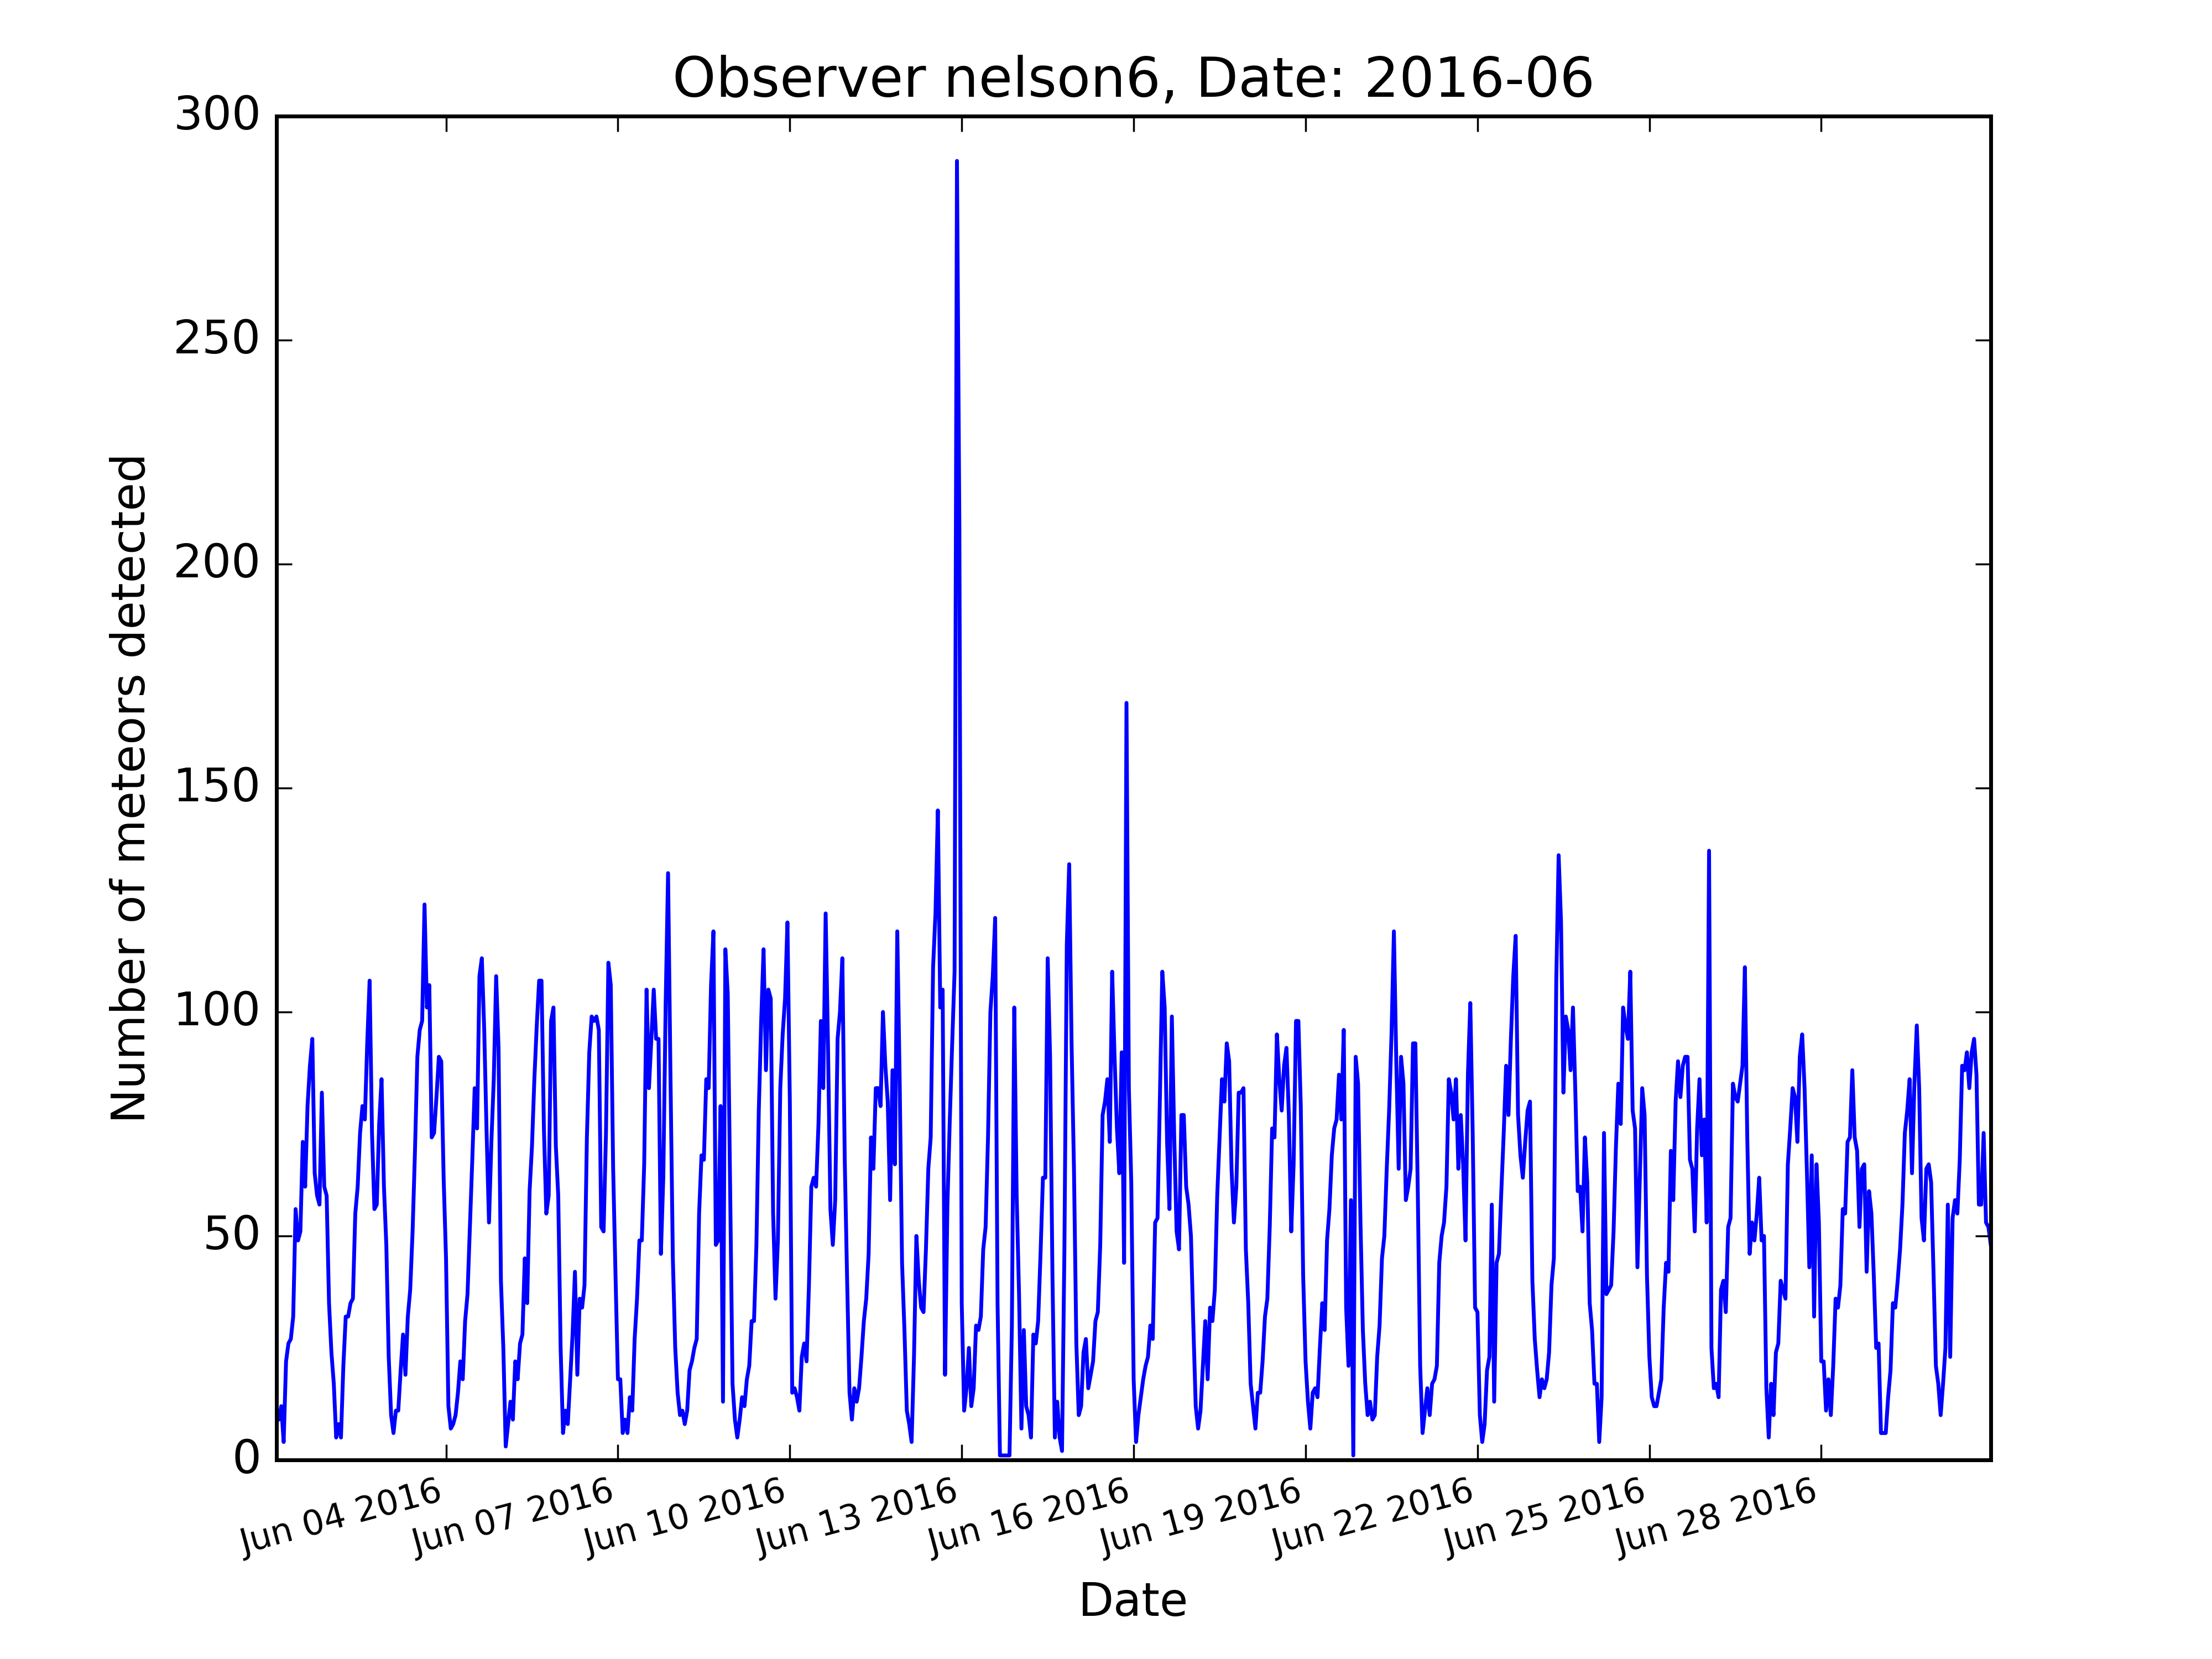 Observer nelson6, Date: 2016-06
300
250
200
150
100
50
0
Number of meteors detected
Jun 04 2016
Jun 07 2016
Jun 10 2016
Jun 13 2016
Jun 16 2016
Jun 19 2016
Jun 22 2016
Jun 25 2016
Jun 28 2016
Date